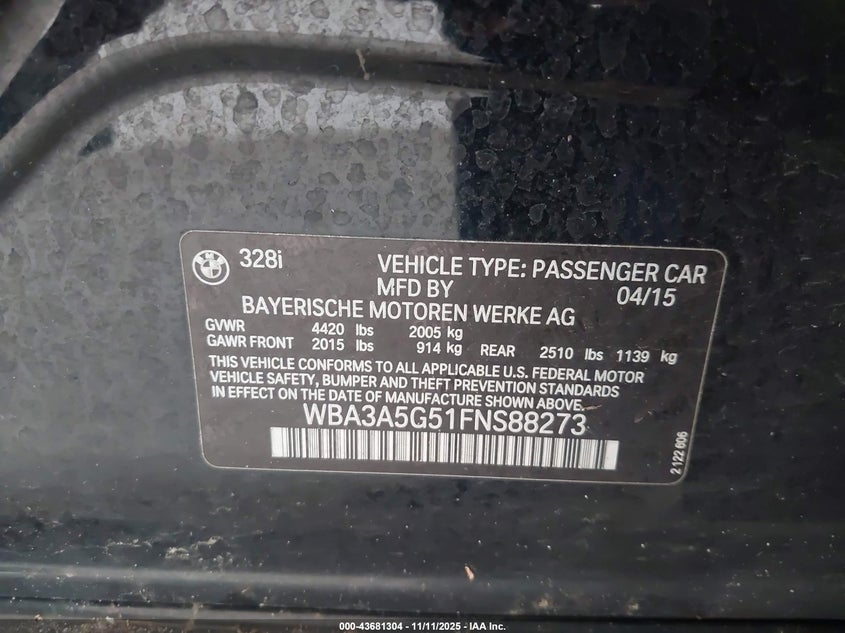 328i
VEHICLE TYPE: PASSENGER CAR
MFD BY 04/15
BAYERISCHE MOTOREN WERKE AG
GVWR 4420 lbs 2005 kg
GAWR FRONT 2015 lbs 914 kg REAR 2510 lbs 1139 kg
THIS VEHICLE CONFORMS TO ALL APPLICABLE U.S. FEDERAL MOTOR
VEHICLE SAFETY, BUMPER AND THEFT PREVENTION STANDARDS
IN EFFECT ON THE DATE OF MANUFACTURE SHOWN ABOVE.
WBA3A5G51FNS88273
2 122 606
000-43681304 - 11/11/2025 - IAA Inc.